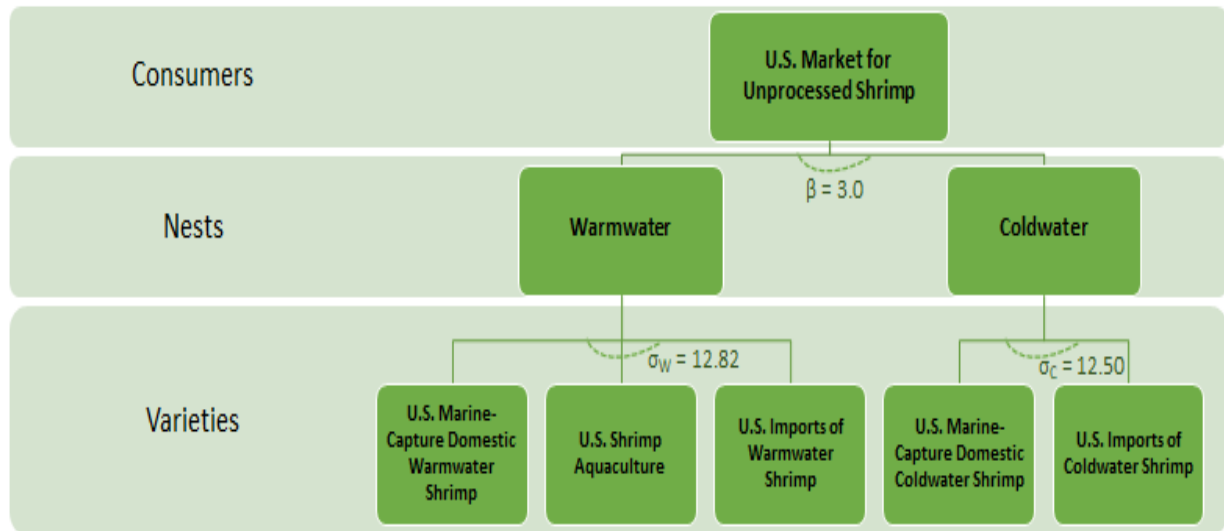 Consumers
U.S. Market for
Unprocessed Shrimp
Nests
Warmwater
β = 3.0
Coldwater
Varieties
σW = 12.82
σC = 12.50
U.S. Marine-
Capture Domestic
Warmwater
Shrimp
U.S. Shrimp
Aquaculture
U.S. Imports of
Warmwater
Shrimp
U.S. Marine-
Capture Domestic
Coldwater Shrimp
U.S. Imports of
Coldwater Shrimp